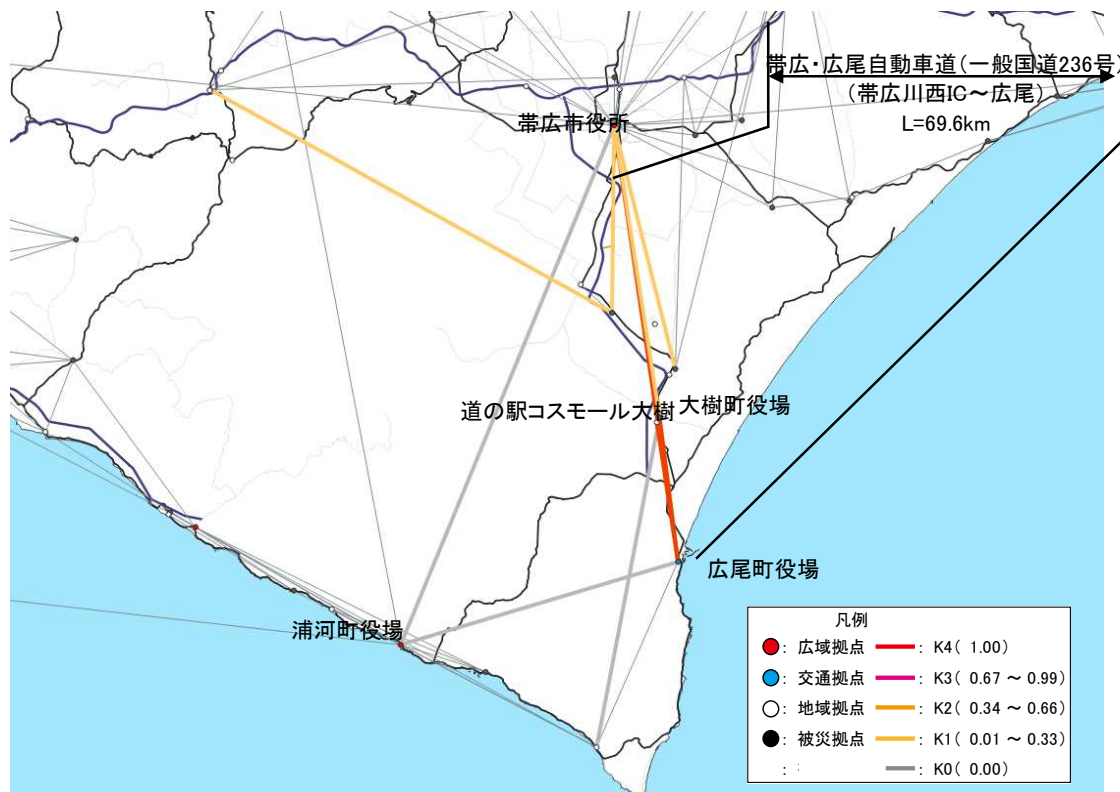 帯広・広尾自動車道(一般国道236号)
(帯広川西IC～広尾)
L=69.6km
帯広市役所
道の駅コスモール大樹
大樹町役場
広尾町役場
浦河町役場
凡例
: 広域拠点 : K4( 1.00)
: 交通拠点 : K3( 0.67 ～ 0.99)
: 地域拠点 : K2( 0.34 ～ 0.66)
: 被災拠点 : K1( 0.01 ～ 0.33)
: : K0( 0.00)